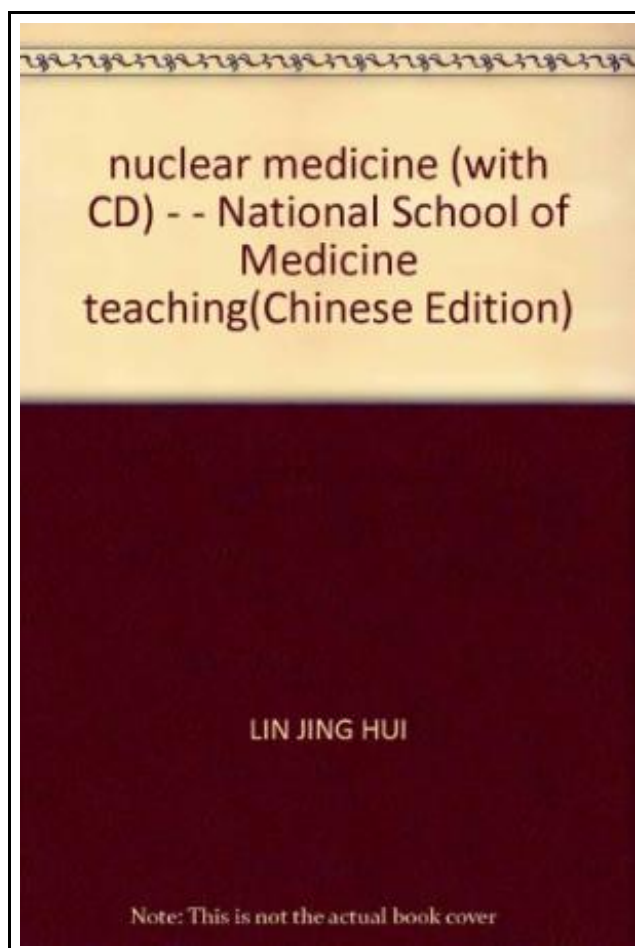 nuclear medicine (with
CD) - - National School of
Medicine
teaching(Chinese Edition)
LIN JING HUI
Note: This is not the actual book cover